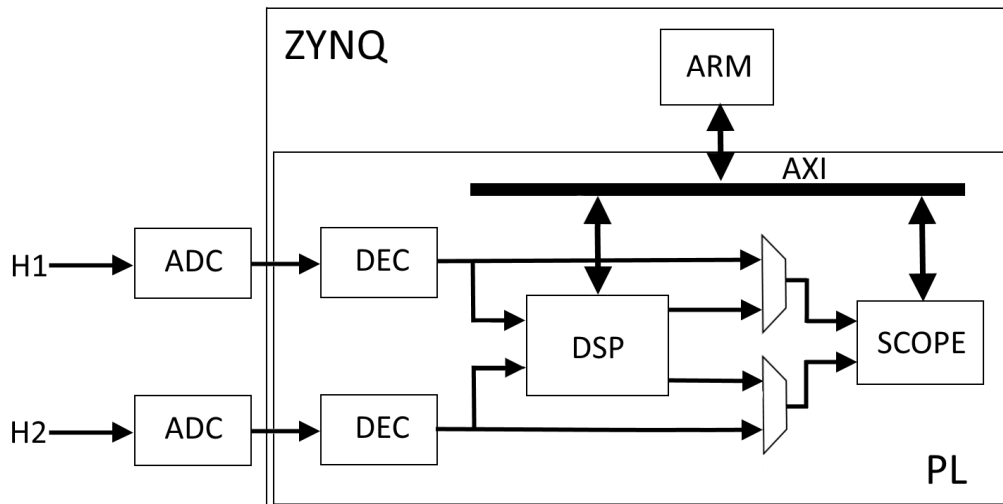 ZYNQ
ARM
AXI
H1
ADC
DEC
DSP
SCOPE
H2
ADC
DEC
PL